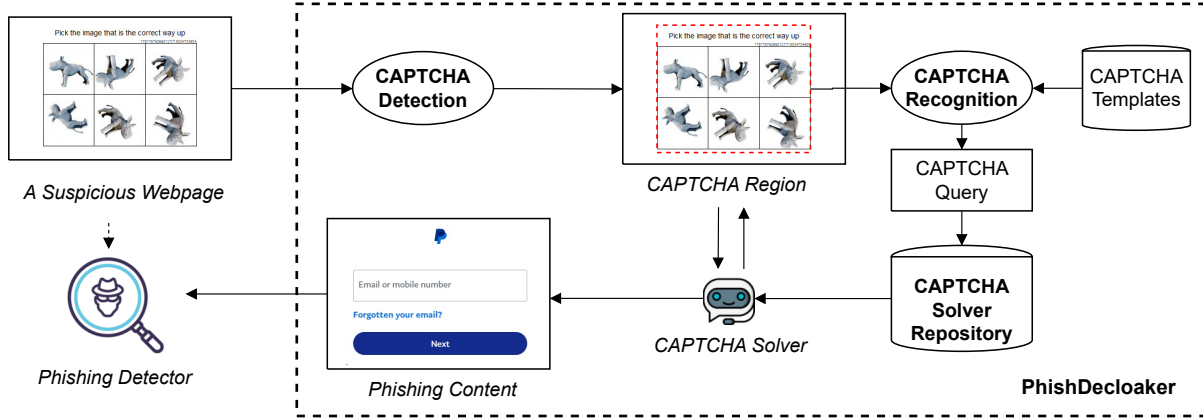 Pick the image that is the correct way up
CAPTCHA
Detection
Pick the image that is the correct way up
CAPTCHA
Recognition
CAPTCHA
Templates
A Suspicious Webpage
CAPTCHA Region
CAPTCHA
Query
Email or mobile number
Forgotten your email?
Next
CAPTCHA
Solver
Repository
Phishing Detector
Phishing Content
CAPTCHA Solver
PhishDecloaker